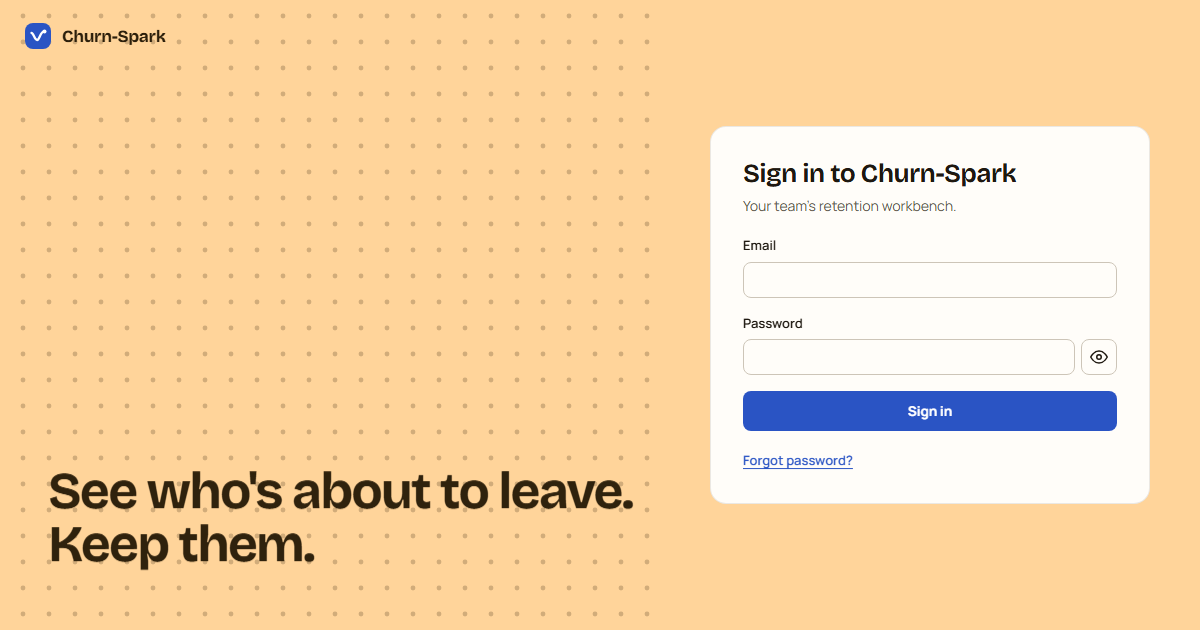 Churn-Spark
See who's about to leave.
Keep them.
Sign in to Churn-Spark
Your team's retention workbench.
Email
Password
Sign in
Forgot password?